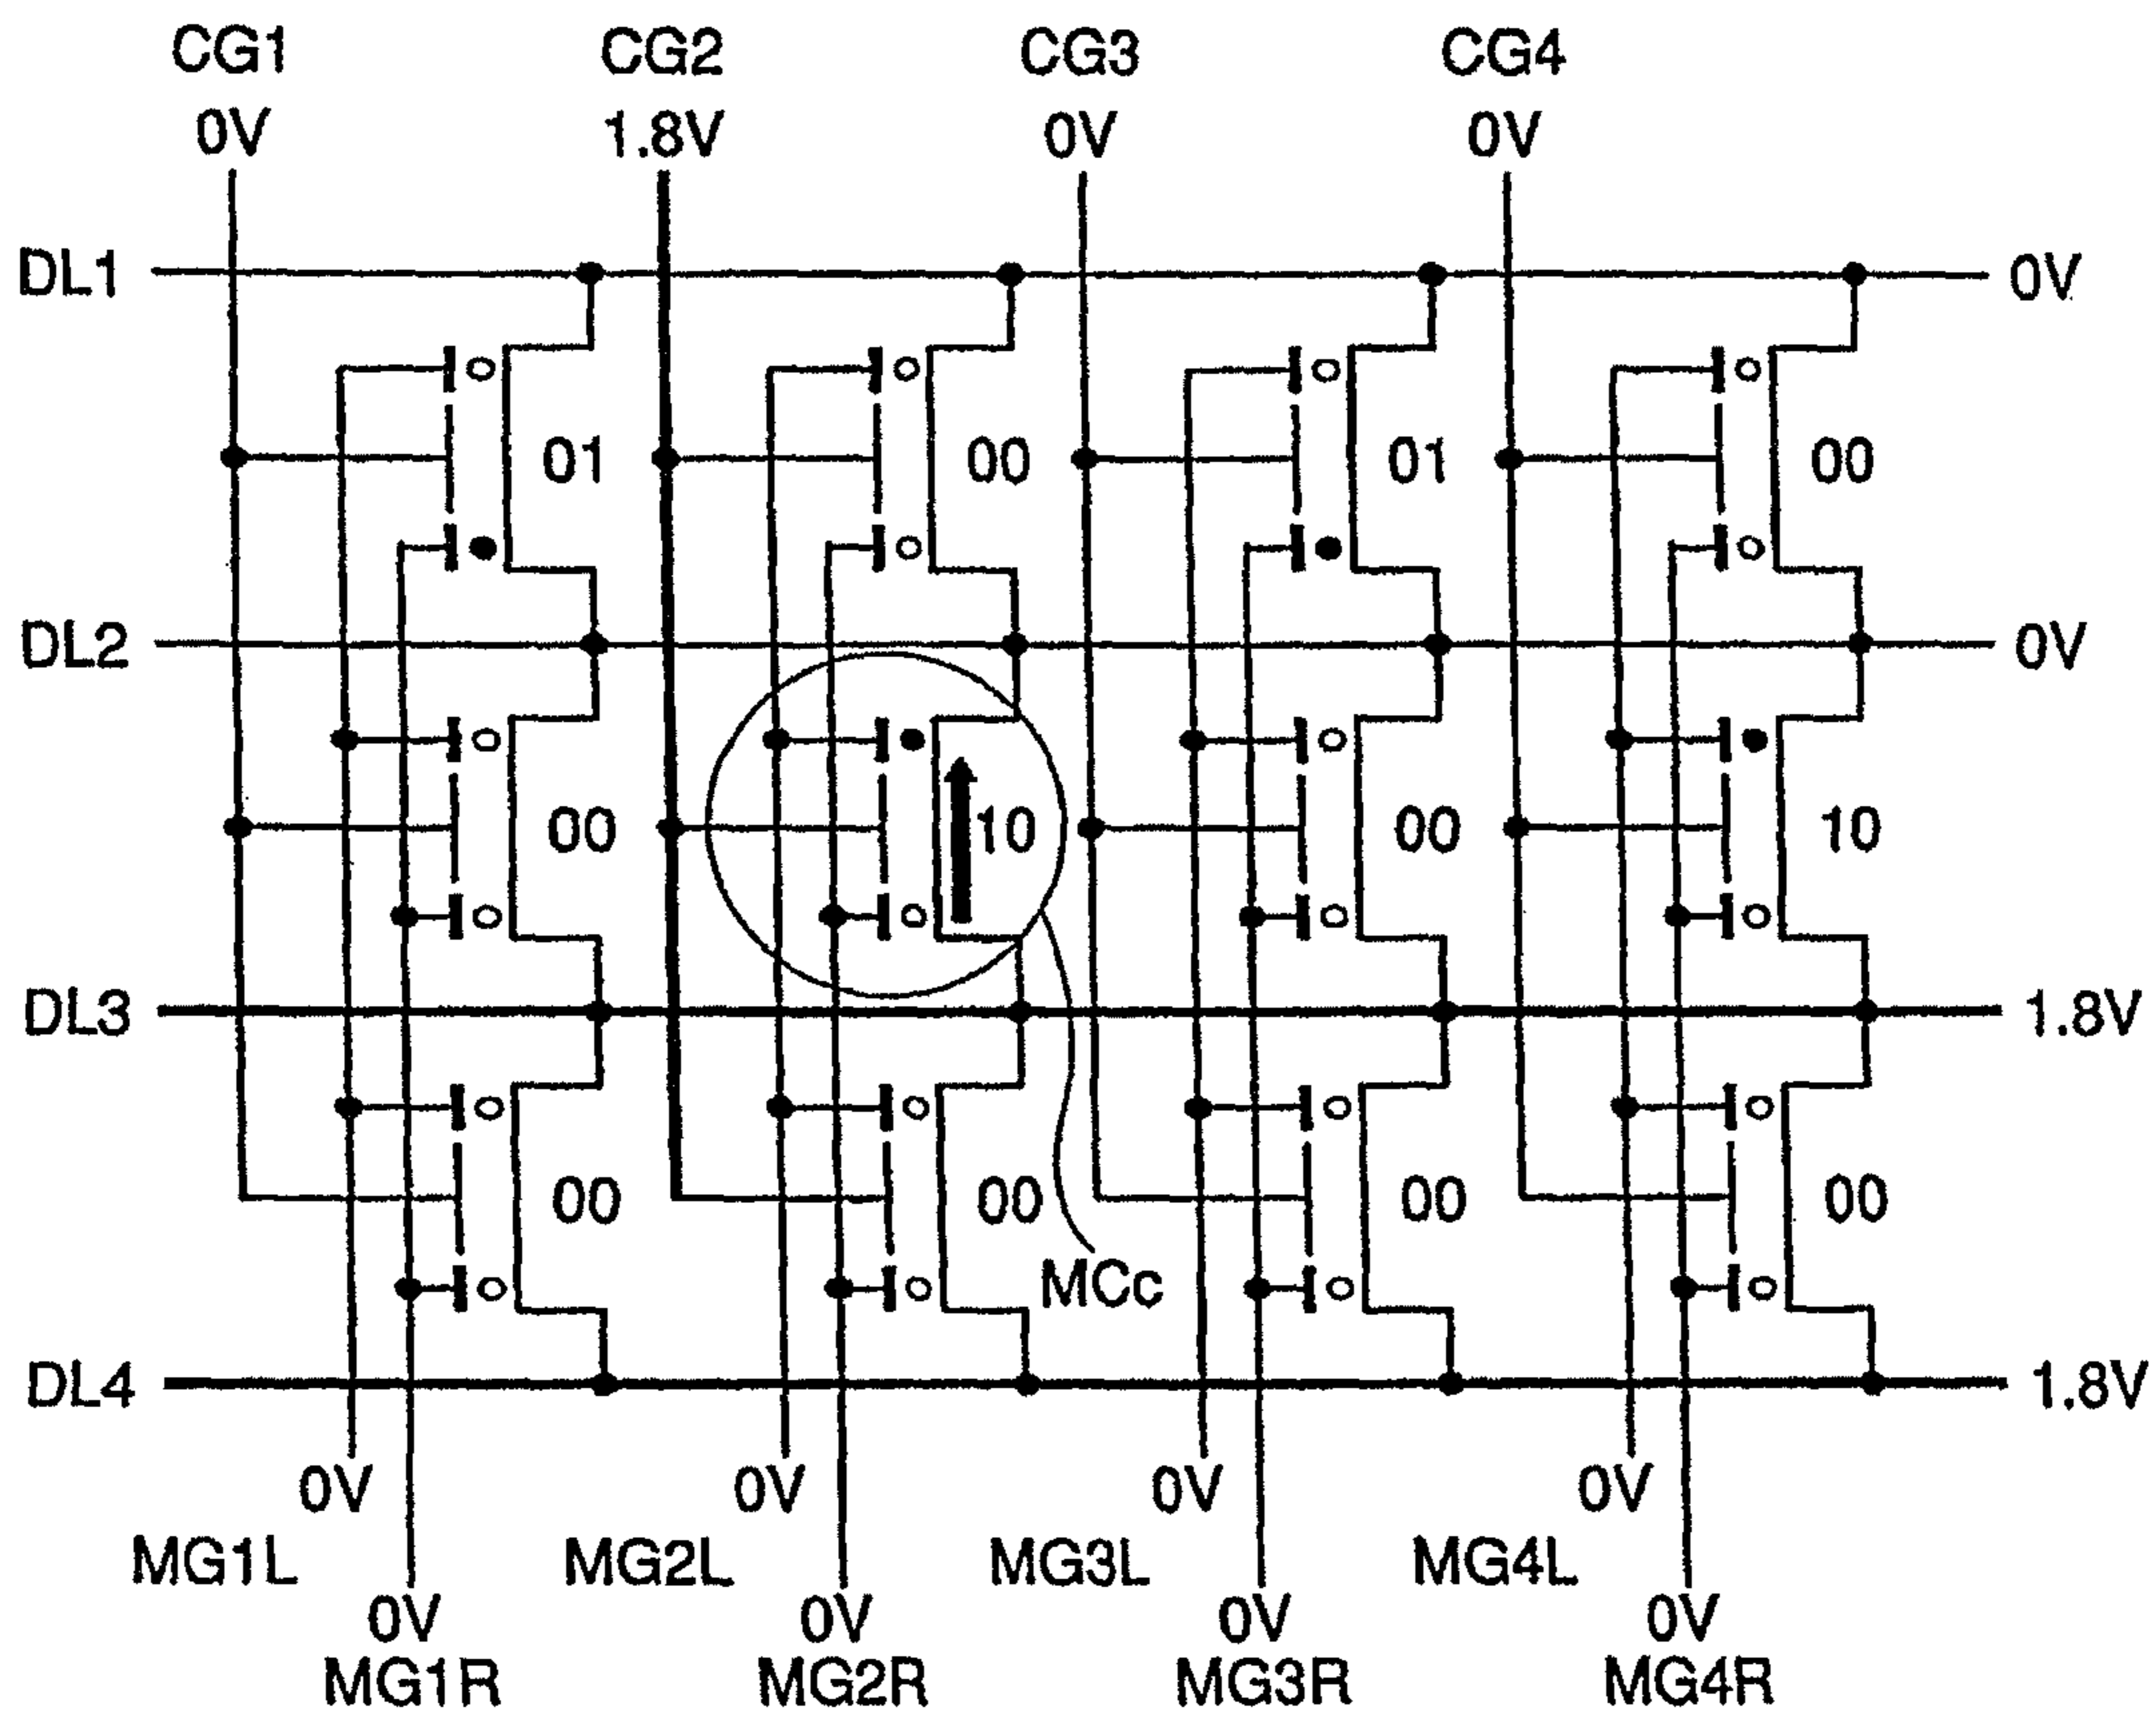 CG1 CG2 CG3 CG4
0V 1.8V 0V 0V
DL1 0V
01 00 01 00
DL2 0V
00 10 00 10
DL3 1.8V
00 00 00 00
MCc
DL4 1.8V
0V 0V 0V 0V
MG1L MG2L MG3L MG4L
0V 0V 0V 0V
MG1R MG2R MG3R MG4R